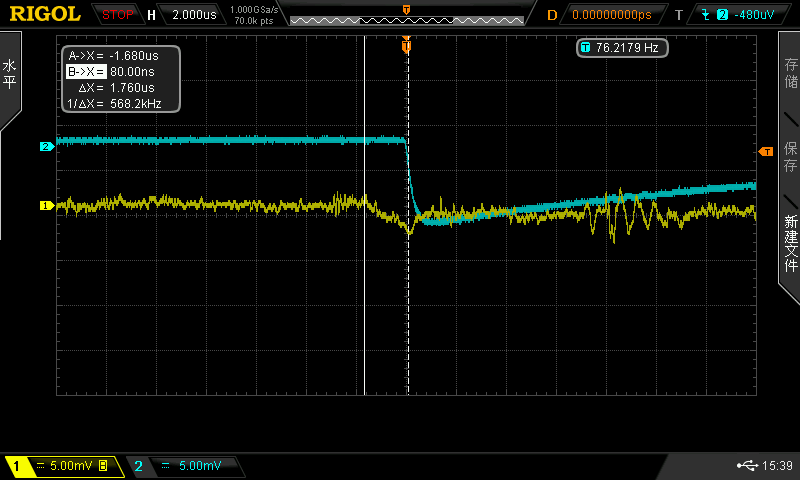 RIGOL STOP H 2.000us 1.000GSa/s 70.0k pts T D 0.00000000ps T 2 -480uV
水平
T
A->X = -1.680us
B->X = 80.00ns
ΔX = 1.760us
1/ΔX = 568.2kHz
T 76.2179 Hz
存储
2
T
保存
1
新建文件
1 = 5.00mV B 2 = 5.00mV 15:39